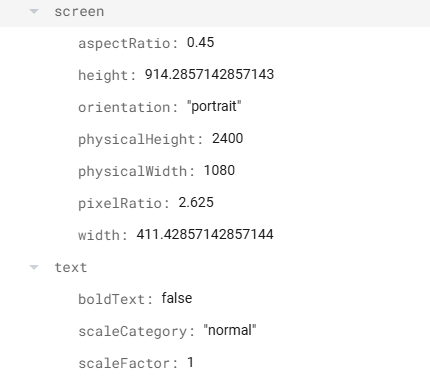 screen
aspectRatio: 0.45
height: 914.2857142857143
orientation: "portrait"
physicalHeight: 2400
physicalWidth: 1080
pixelRatio: 2.625
width: 411.42857142857144
text
boldText: false
scaleCategory: "normal"
scaleFactor: 1